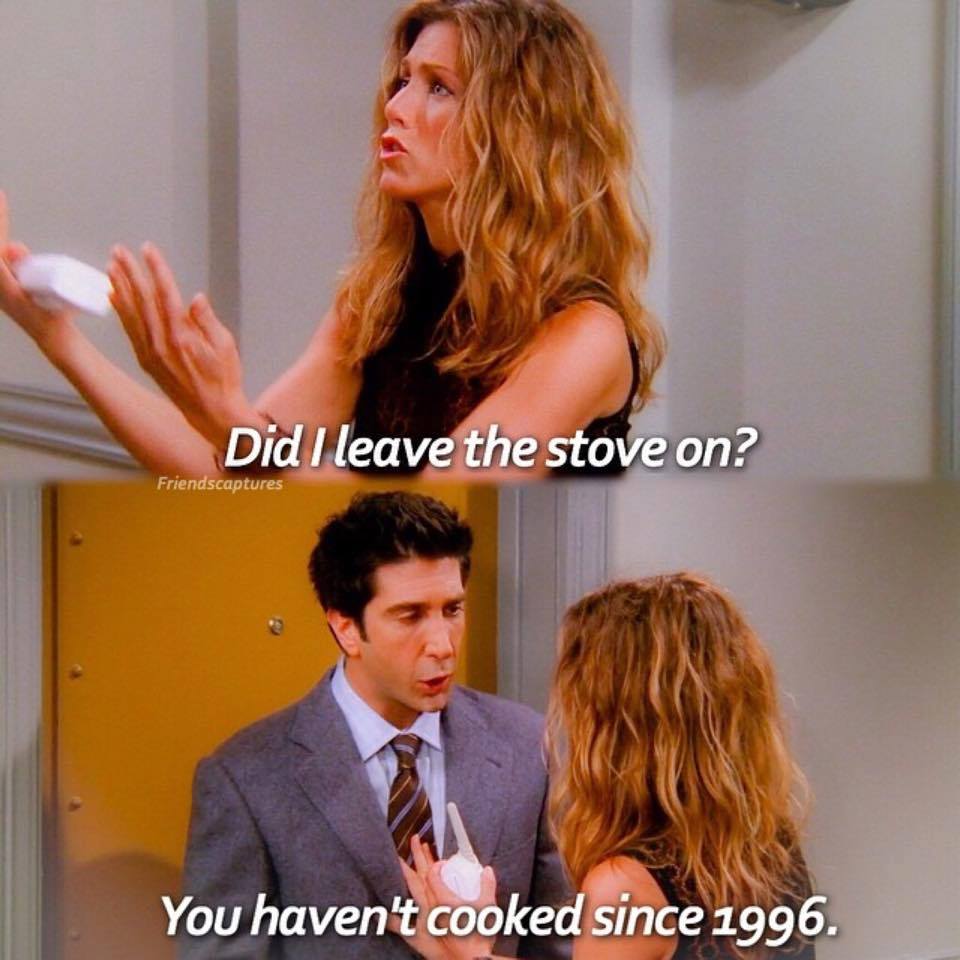 Did I leave the stove on?
Friendscaptures
You haven't cooked since 1996.